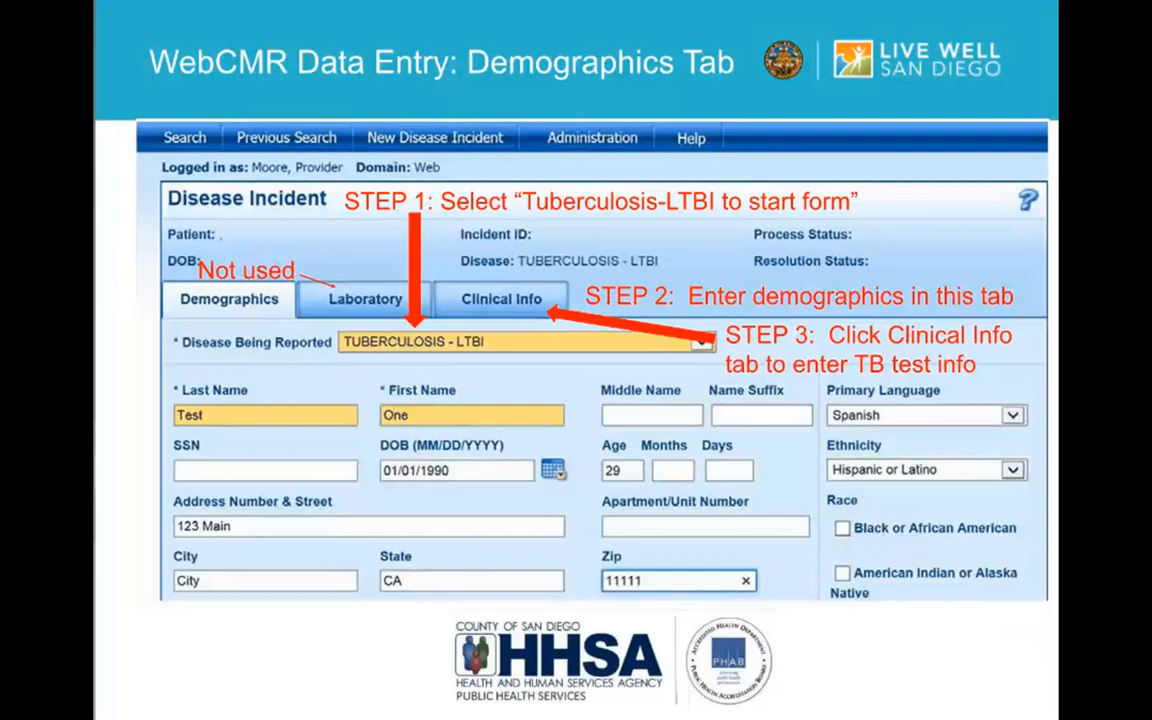 WebCMR Data Entry: Demographics Tab
LIVE WELL
SAN DIEGO
Search Previous Search New Disease Incident Administration Help
Logged in as: Moore, Provider Domain: Web
Disease Incident
STEP 1: Select “Tuberculosis-LTBI to start form”
Patient: , Incident ID: Process Status:
DOB: Disease: TUBERCULOSIS - LTBI Resolution Status:
Not used
Demographics Laboratory Clinical Info
STEP 2: Enter demographics in this tab
STEP 3: Click Clinical Info
tab to enter TB test info
* Disease Being Reported TUBERCULOSIS - LTBI
* Last Name * First Name Middle Name Name Suffix Primary Language
Test One Spanish
SSN DOB (MM/DD/YYYY) Age Months Days Ethnicity
01/01/1990 29 Hispanic or Latino
Address Number & Street Apartment/Unit Number Race
123 Main Black or African American
City State Zip
City CA 11111 × American Indian or Alaska
Native
COUNTY OF SAN DIEGO
HHSA
HEALTH AND HUMAN SERVICES AGENCY
PUBLIC HEALTH SERVICES
ACCREDITED HEALTH DEPARTMENT
PHAB
PUBLIC HEALTH ACCREDITATION BOARD